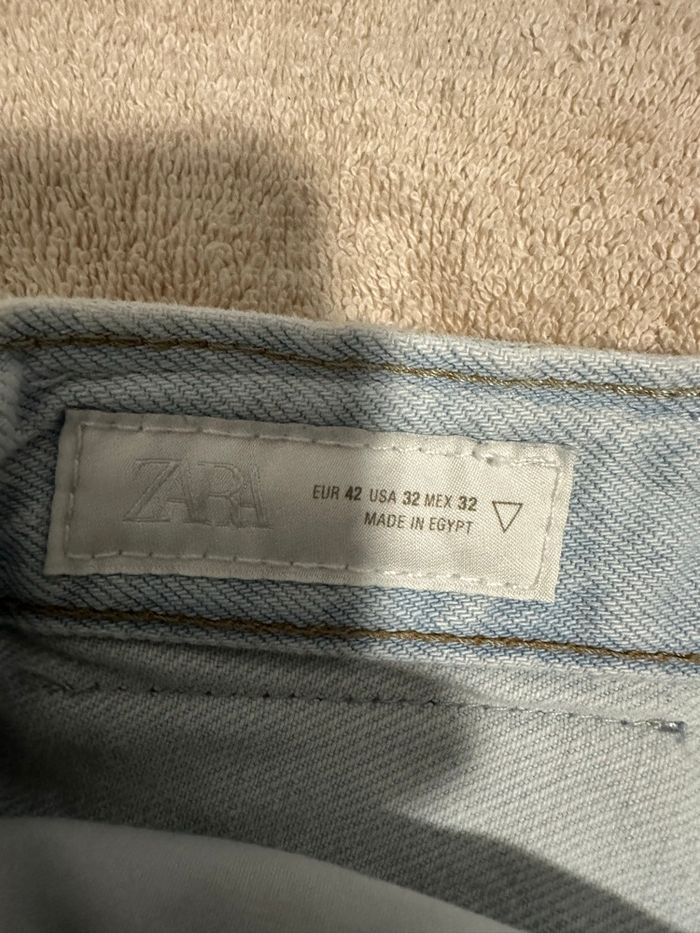 ZARA
EUR 42 USA 32 MEX 32
MADE IN EGYPT